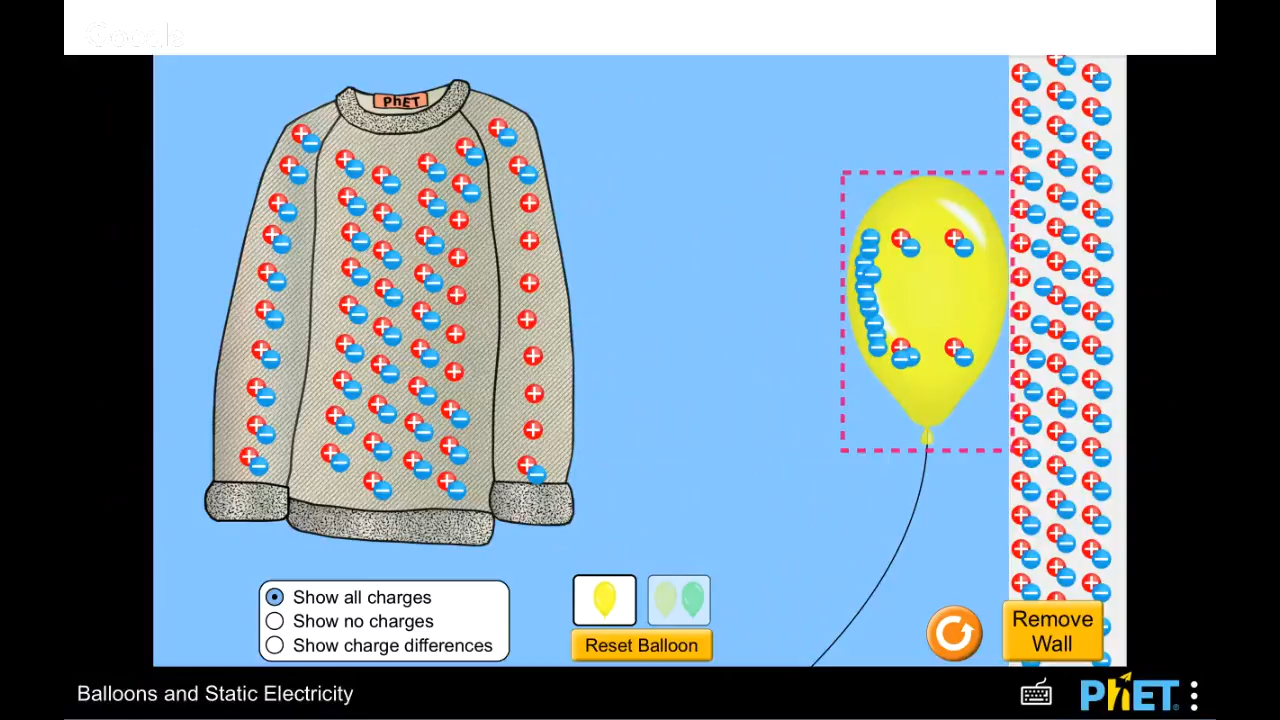 PhET
Show all charges
Show no charges
Show charge differences
Reset Balloon
Remove
Wall
Balloons and Static Electricity
PhET